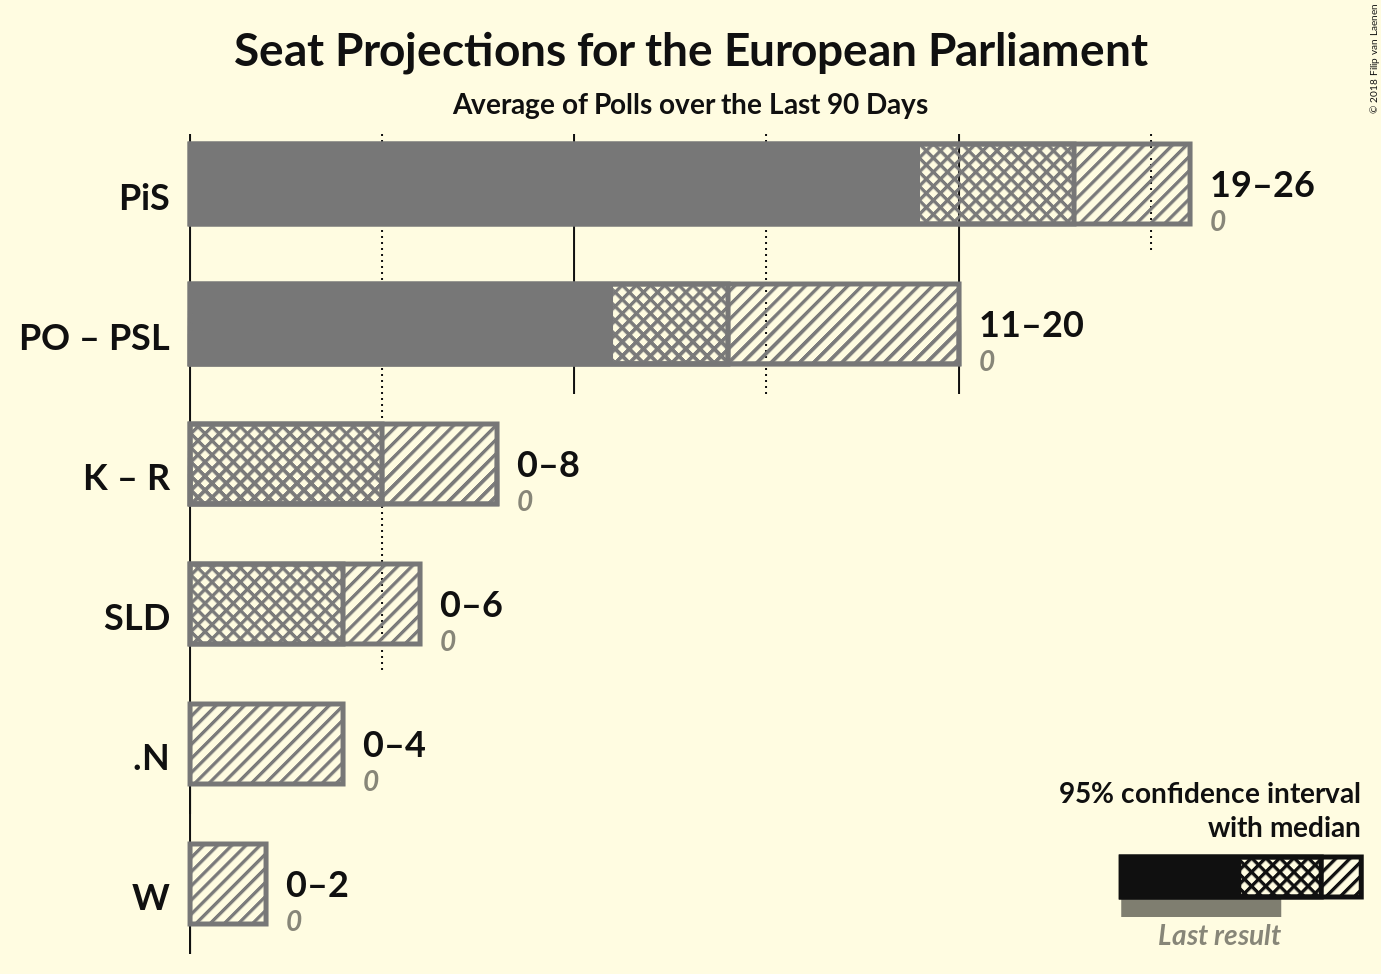 Seat Projections for the European Parliament
Average of Polls over the Last 90 Days
© 2018 Filip van Laenen
PiS
19–26
0
PO – PSL
11–20
0
K – R
0–8
0
SLD
0–6
0
.N
0–4
0
W
0–2
0
95% confidence interval
with median
Last result